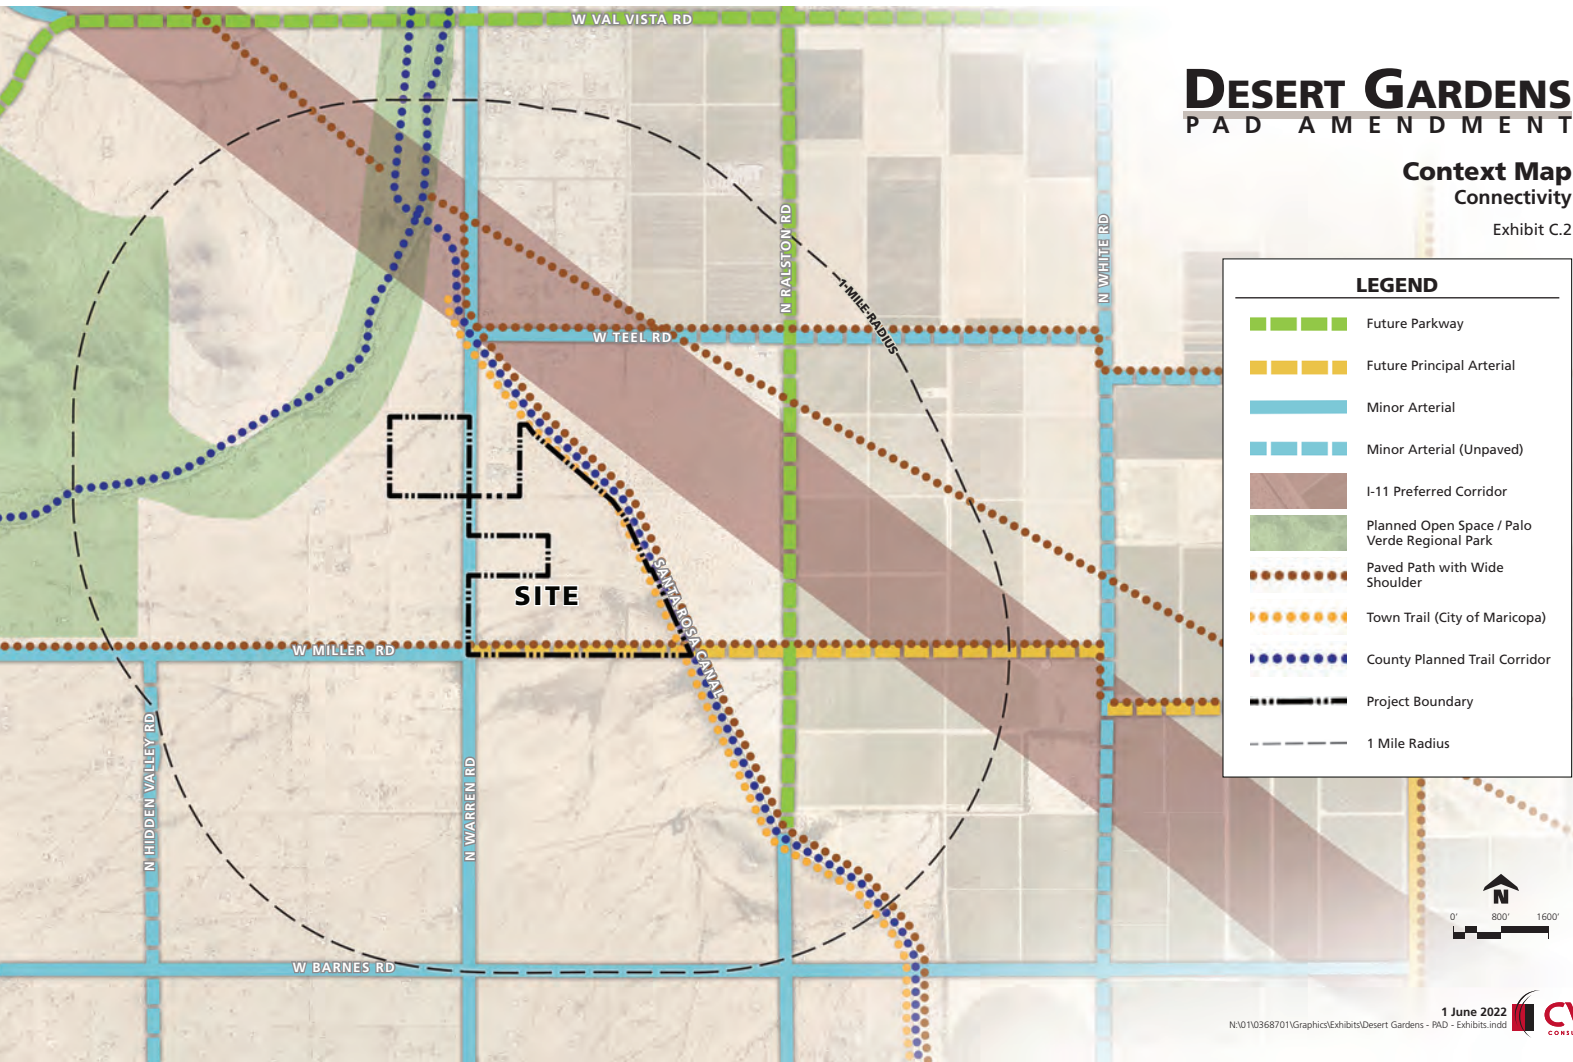 W VAL VISTA RD
DESERT GARDENS
PAD AMENDMENT
Context Map
Connectivity
Exhibit C.2
N RALSTON RD
N WHITE RD
1-MILE RADIUS
W TEEL RD
SITE
SANTA ROSA CANAL
W MILLER RD
N HIDDEN VALLEY RD
N WARREN RD
W BARNES RD
LEGEND
Future Parkway
Future Principal Arterial
Minor Arterial
Minor Arterial (Unpaved)
I-11 Preferred Corridor
Planned Open Space / Palo
Verde Regional Park
Paved Path with Wide
Shoulder
Town Trail (City of Maricopa)
County Planned Trail Corridor
Project Boundary
1 Mile Radius
N
0' 800' 1600'
1 June 2022
N:\01\0368701\Graphics\Exhibits\Desert Gardens - PAD - Exhibits.indd